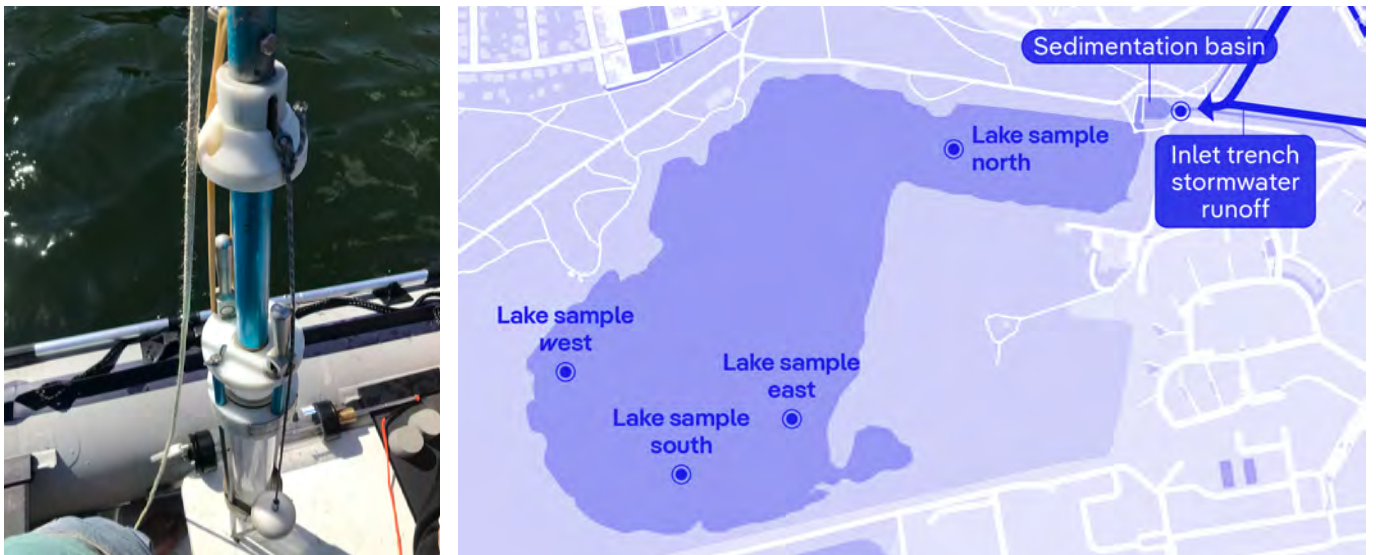 Sedimentation basin
Lake sample
north
Inlet trench
stormwater
runoff
Lake sample
west
Lake sample
east
Lake sample
south